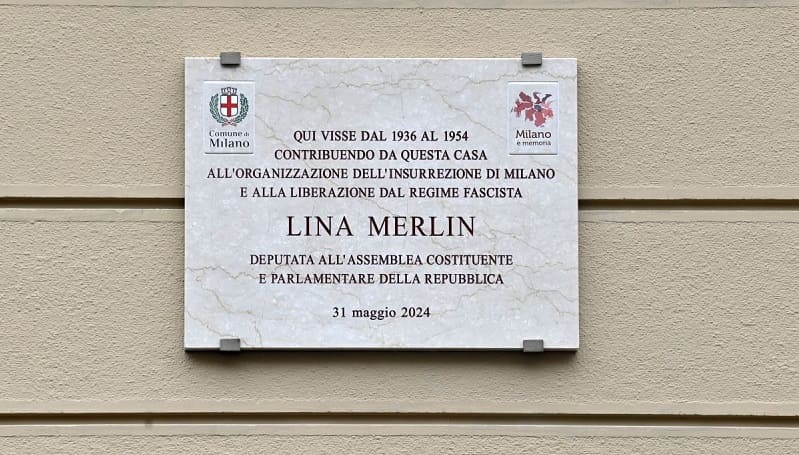 Comune di
Milano
Milano
e memoria
QUI VISSE DAL 1936 AL 1954
CONTRIBUENDO DA QUESTA CASA
ALL'ORGANIZZAZIONE DELL'INSURREZIONE DI MILANO
E ALLA LIBERAZIONE DAL REGIME FASCISTA
LINA MERLIN
DEPUTATA ALL'ASSEMBLEA COSTITUENTE
E PARLAMENTARE DELLA REPUBBLICA
31 maggio 2024